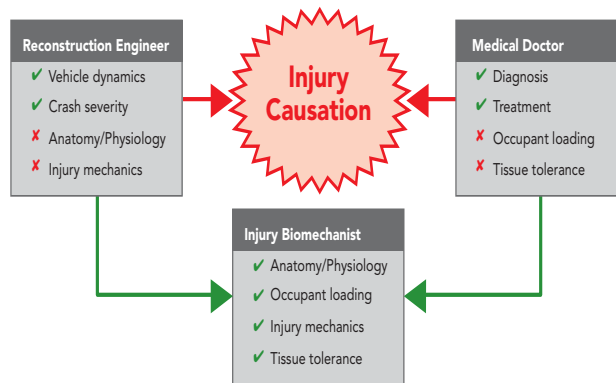 Reconstruction Engineer
✓ Vehicle dynamics
✓ Crash severity
✗ Anatomy/Physiology
✗ Injury mechanics
Injury
Causation
Medical Doctor
✓ Diagnosis
✓ Treatment
✗ Occupant loading
✗ Tissue tolerance
Injury Biomechanist
✓ Anatomy/Physiology
✓ Occupant loading
✓ Injury mechanics
✓ Tissue tolerance